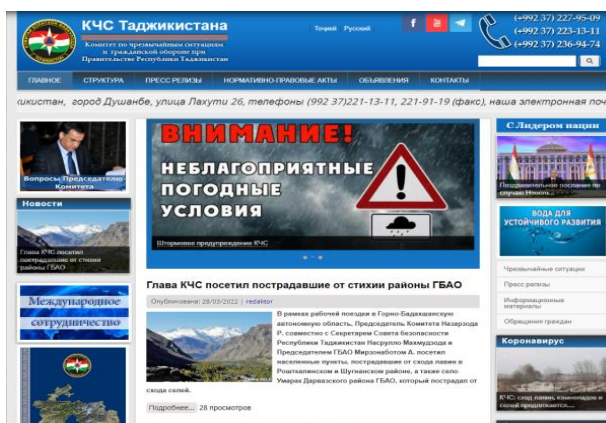 КЧС Таджикистана
Комитет по чрезвычайным ситуациям
и гражданской обороне при
Правительстве Республики Таджикистан
Тоҷикӣ Русский
(+992 37) 227-95-09
(+992 37) 223-13-11
(+992 37) 236-94-74
ГЛАВНОЕ СТРУКТУРА ПРЕСС РЕЛИЗЫ НОРМАТИВНО-ПРАВОВЫЕ АКТЫ ОБЪЯВЛЕНИЯ КОНТАКТЫ
икистан, город Душанбе, улица Лахути 26, телефоны (992 37)221-13-11, 221-91-19 (факс), наша электронная поч
Вопросы Председателю
Комитета
Новости
Глава КЧС посетил
пострадавшие от стихии
районы ГБАО
Международное
сотрудничество
ВНИМАНИЕ!
НЕБЛАГОПРИЯТНЫЕ
ПОГОДНЫЕ
УСЛОВИЯ
Штормовое предупреждение КЧС
Глава КЧС посетил пострадавшие от стихии районы ГБАО
Опубликована: 28/03/2022 | redaktor
В рамках рабочей поездки в Горно-Бадахшанскую
автономную область, Председатель Комитета Назарзода
Р. совместно с Секретарем Совета безопасности
Республики Таджикистан Насрулло Махмудзода и
Председателем ГБАО Мирзонаботом А. посетил
населенные пункты, пострадавшие от схода лавин в
Рошткалинском и Шугнанском районе, а также село
Умарак Дарвазского района ГБАО, который пострадал от
схода селей.
Подробнее... 28 просмотров
С Лидером нации
Поздравительное послание по
случаю
ВОДА ДЛЯ
УСТОЙЧИВОГО РАЗВИТИЯ
Чрезвычайные ситуации
Пресс релизы
Информационные
материалы
Обращения граждан
Коронавирус
КЧС: сход лавин, камнепадов и
селей продолжается....